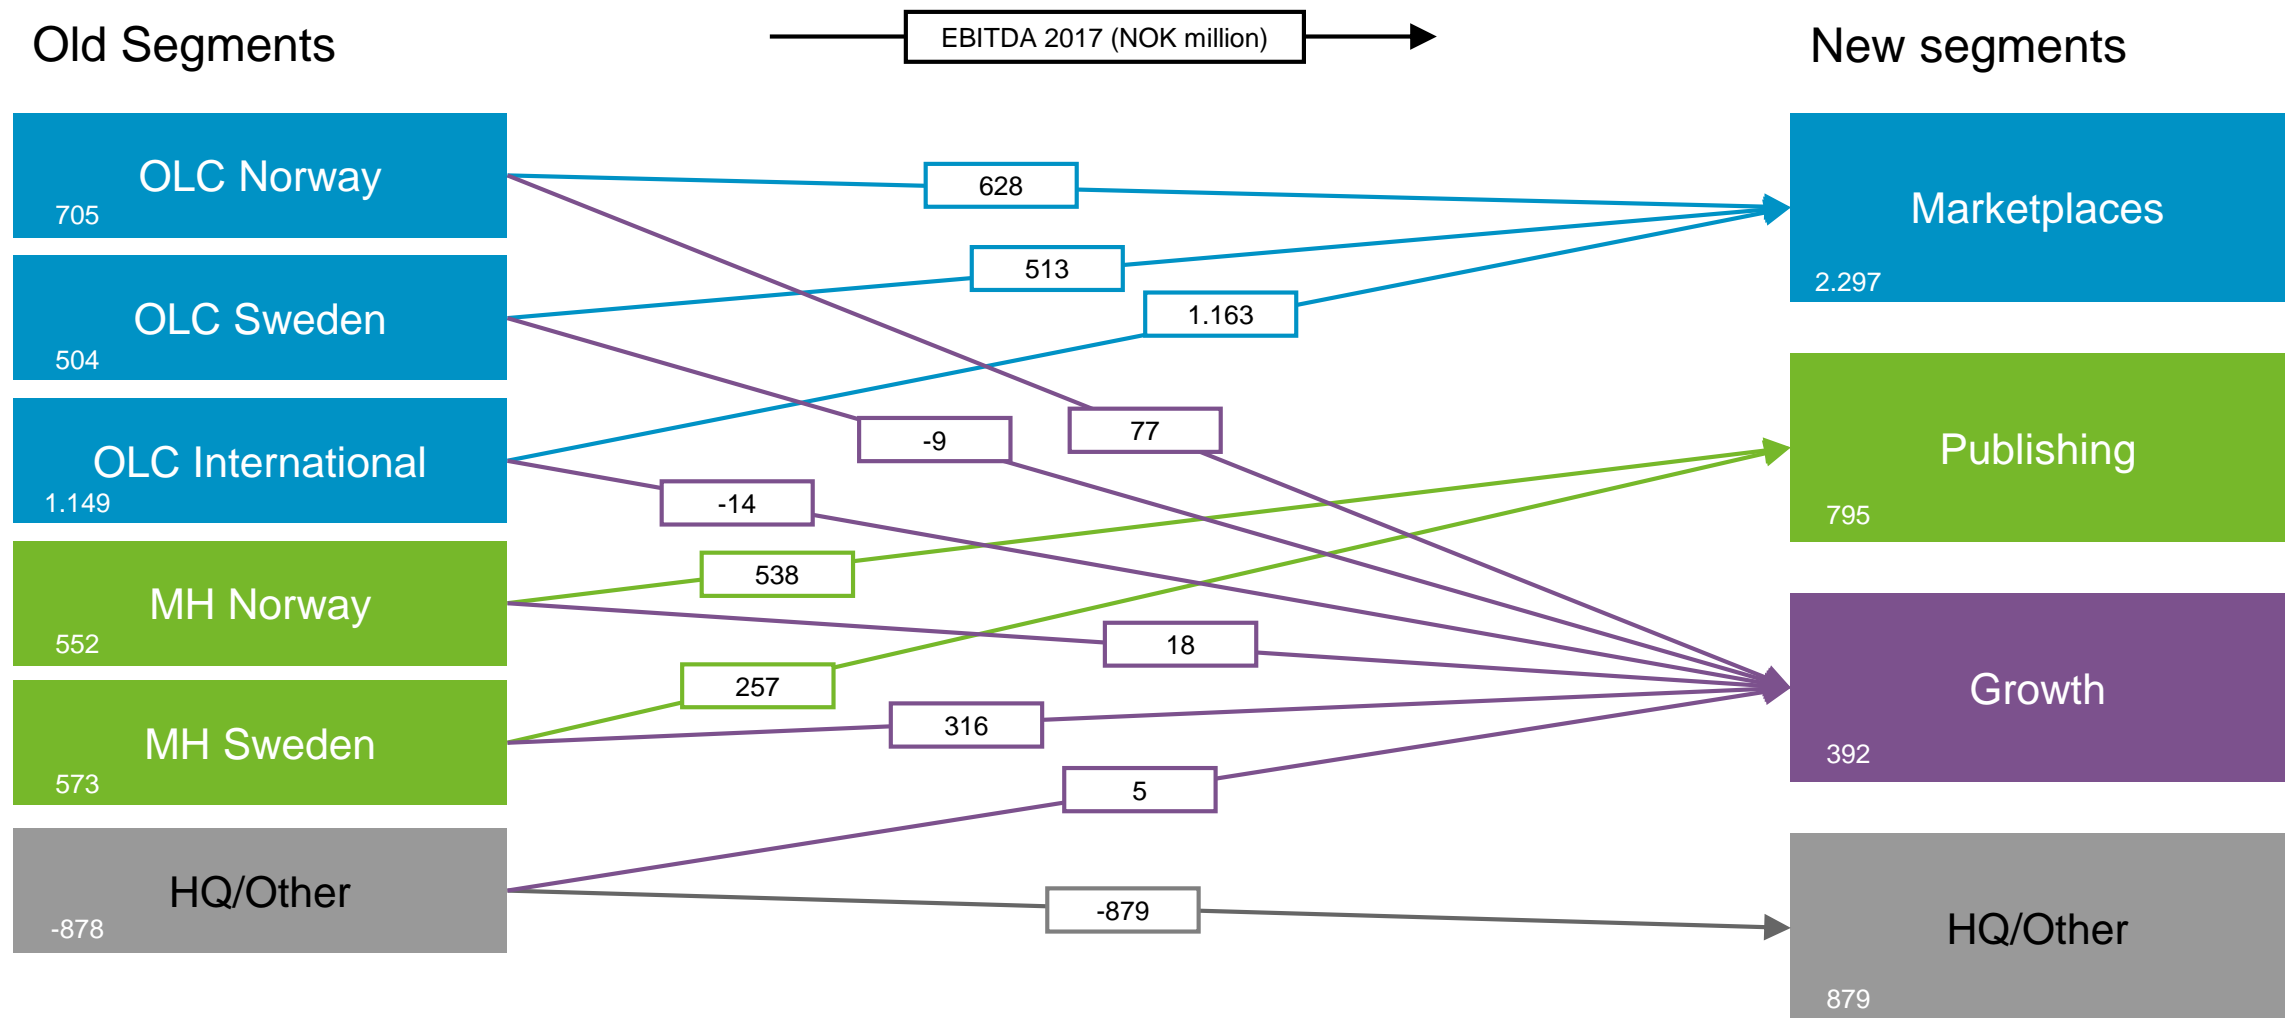 Old Segments
EBITDA 2017 (NOK million)
New segments
OLC Norway
705
OLC Sweden
504
OLC International
1.149
MH Norway
552
MH Sweden
573
HQ/Other
-878
628
513
1.163
-9
77
-14
538
18
257
316
5
-879
Marketplaces
2.297
Publishing
795
Growth
392
HQ/Other
879